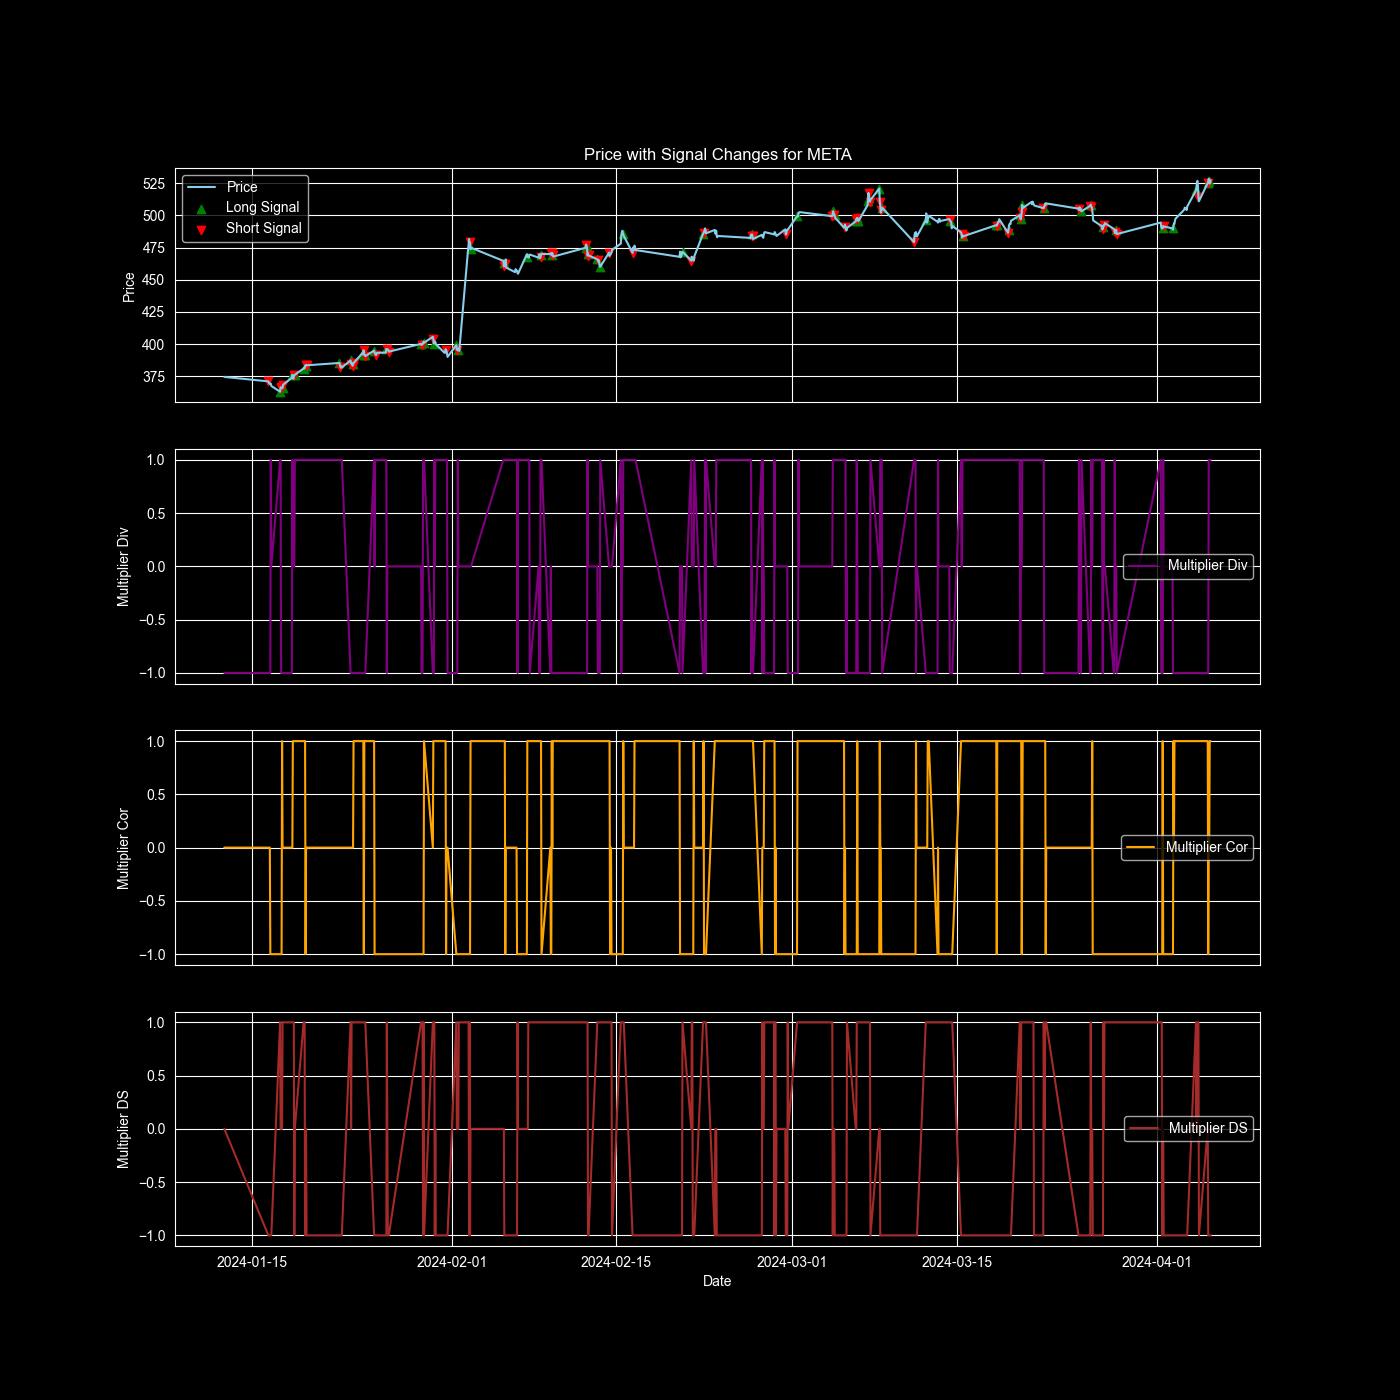 Price with Signal Changes for META
525
500
475
450
425
400
375
Price
Price
Long Signal
Short Signal
1.0
0.5
0.0
−0.5
−1.0
Multiplier Div
Multiplier Div
1.0
0.5
0.0
−0.5
−1.0
Multiplier Cor
Multiplier Cor
1.0
0.5
0.0
−0.5
−1.0
Multiplier DS
Multiplier DS
2024-01-15 2024-02-01 2024-02-15 2024-03-01 2024-03-15 2024-04-01
Date